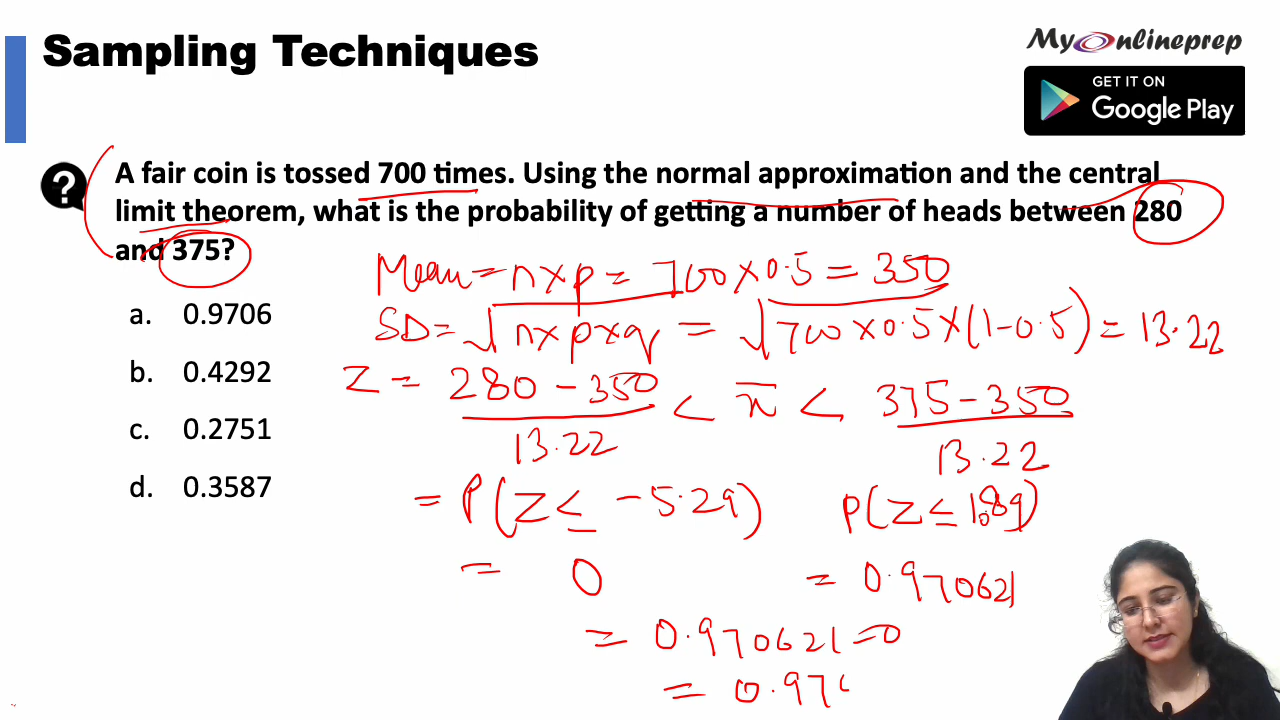 Sampling Techniques
Myonlineprep
GET IT ON
Google Play
?
A fair coin is tossed 700 times. Using the normal approximation and the central
limit theorem, what is the probability of getting a number of heads between 280
and 375?
a. 0.9706
b. 0.4292
c. 0.2751
d. 0.3587
Mean = n×p = 700×0.5 = 350
SD = √n×p×q = √700×0.5×(1-0.5) = 13.22
Z = 280-350/13.22 < x̄ < 375-350/13.22
= P(Z ≤ -5.29) P(Z ≤ 1.89)
= 0 = 0.970621
= 0.970621-0
= 0.970